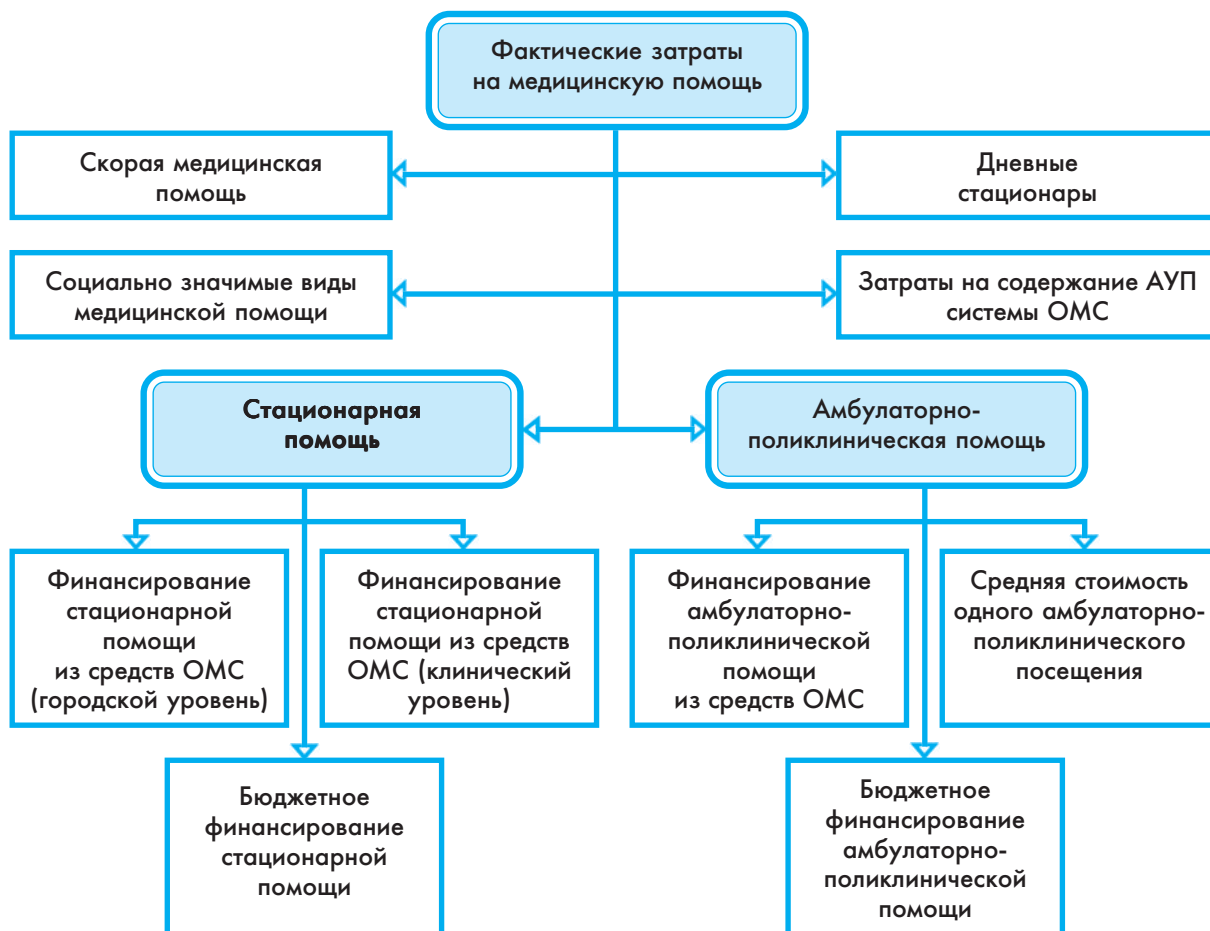 Фактические затраты
на медицинскую помощь
Скорая медицинская
помощь
Дневные
стационары
Социально значимые виды
медицинской помощи
Затраты на содержание АУП
системы ОМС
Стационарная
помощь
Амбулаторно-
поликлиническая помощь
Финансирование
стационарной
помощи
из средств ОМС
(городской уровень)
Финансирование
стационарной
помощи из средств
ОМС (клинический
уровень)
Финансирование
амбулаторно-
поликлинической
помощи
из средств ОМС
Средняя стоимость
одного амбулаторно-
поликлинического
посещения
Бюджетное
финансирование
стационарной
помощи
Бюджетное
финансирование
амбулаторно-
поликлинической
помощи